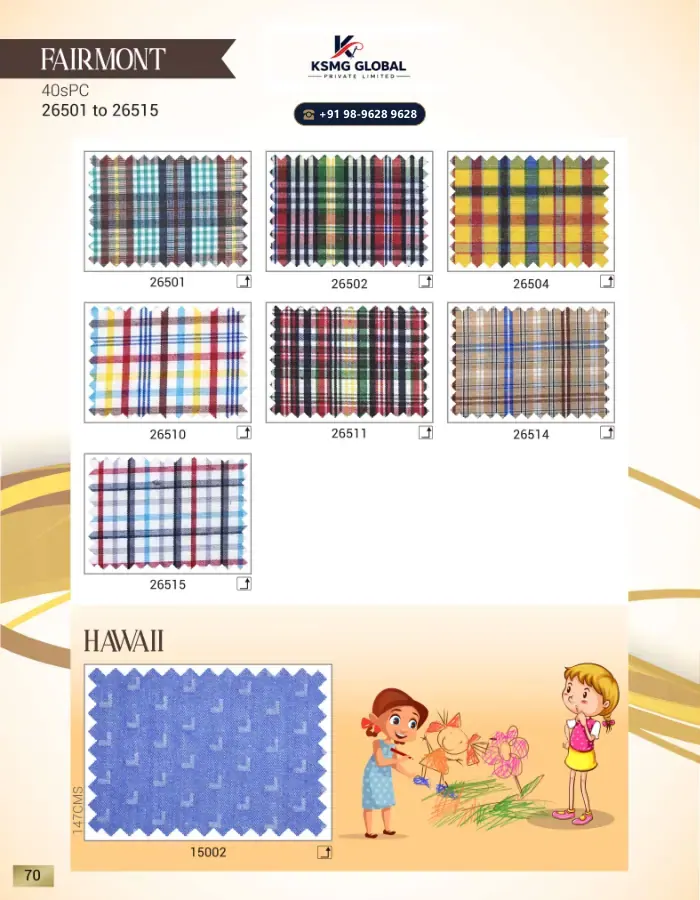 FAIRMONT
40sPC
26501 to 26515
KSMG GLOBAL
PRIVATE LIMITED
+91 98-9628 9628
26501
26502
26504
26510
26511
26514
26515
HAWAII
147CMS
15002
70